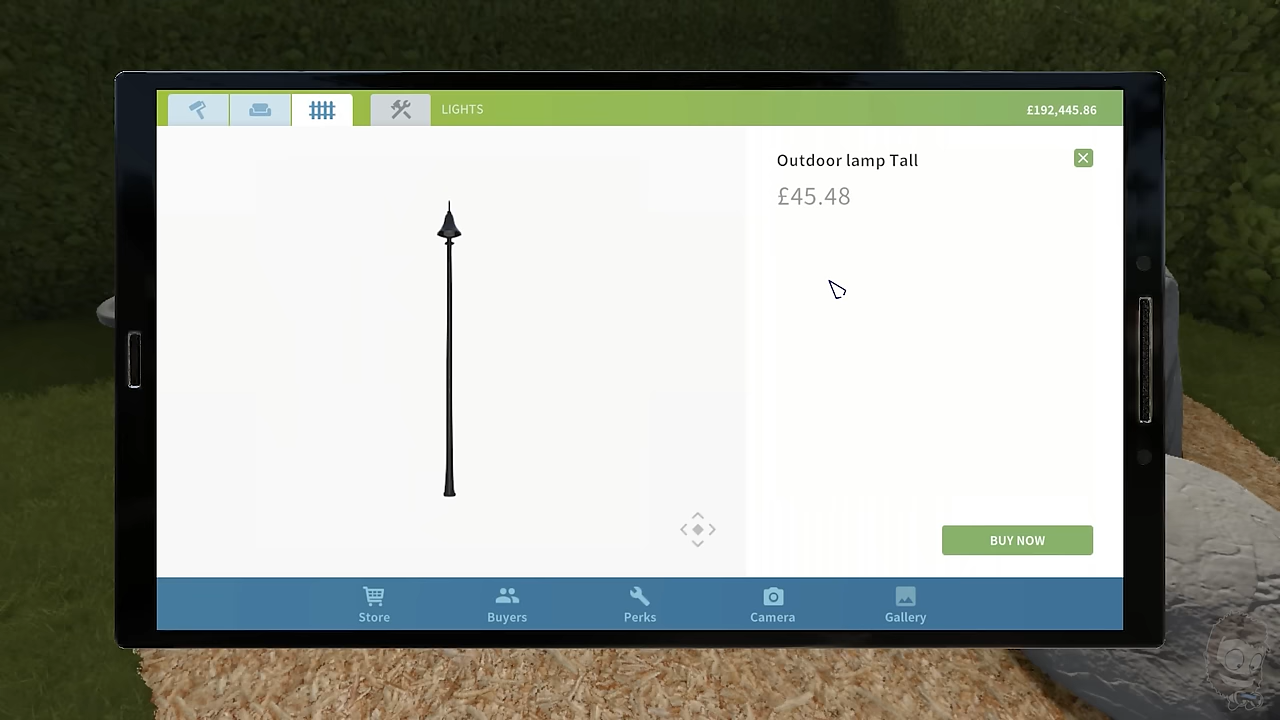 LIGHTS
£192,445.86
Outdoor lamp Tall
£45.48
BUY NOW
Store
Buyers
Perks
Camera
Gallery